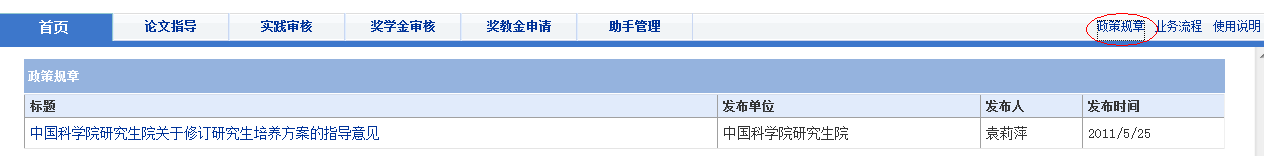 首页 论文指导 实践审核 奖学金审核 奖教金申请 助手管理 政策规章 业务流程 使用说明
政策规章
标题 发布单位 发布人 发布时间
中国科学院研究生院关于修订研究生培养方案的指导意见 中国科学院研究生院 袁莉萍 2011/5/25